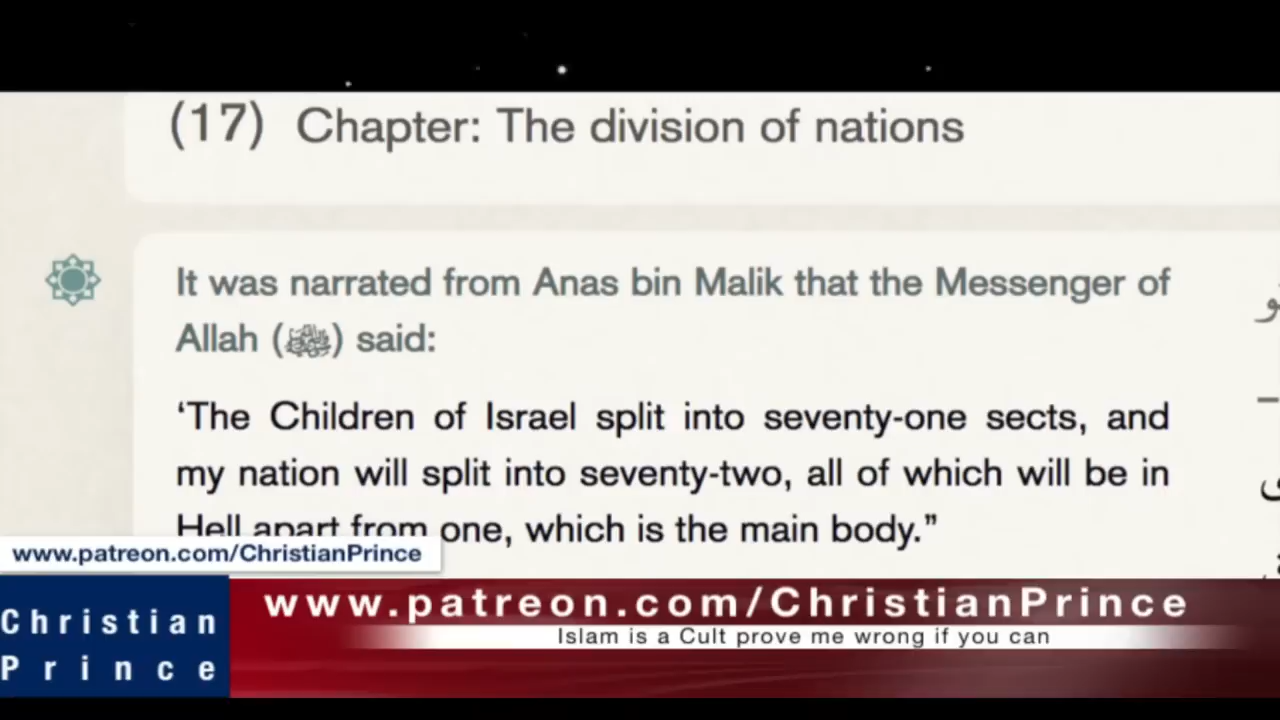 (17) Chapter: The division of nations
It was narrated from Anas bin Malik that the Messenger of
Allah (ﷺ) said:
‘The Children of Israel split into seventy-one sects, and
my nation will split into seventy-two, all of which will be in
Hell apart from one, which is the main body.”
www.patreon.com/ChristianPrince
www.patreon.com/ChristianPrince
Islam is a Cult prove me wrong if you can
Christian
Prince